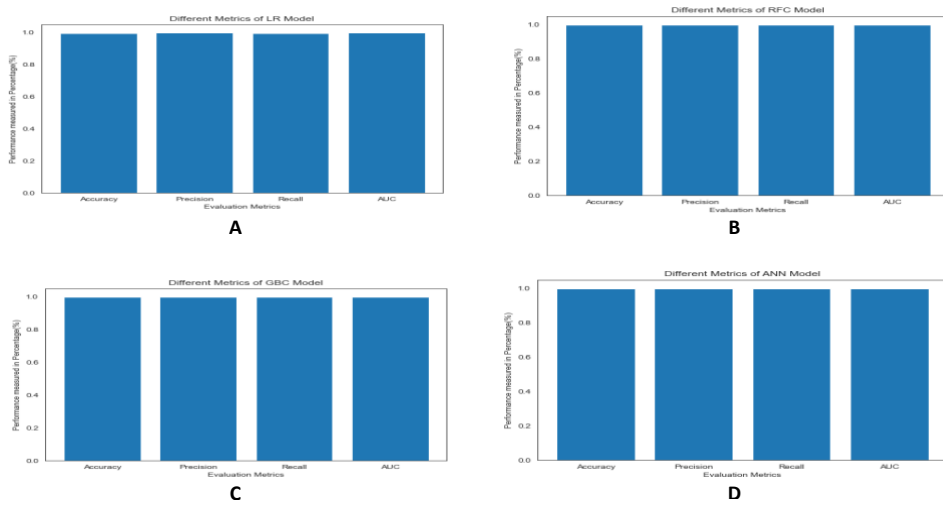 Different Metrics of LR Model
Performance measured in Percentage(%)
1.0
0.8
0.6
0.4
0.2
0.0
Accuracy Precision Recall AUC
Evaluation Metrics
A
Different Metrics of RFC Model
Performance measured in Percentage(%)
1.0
0.8
0.6
0.4
0.2
0.0
Accuracy Precision Recall AUC
Evaluation Metrics
B
Different Metrics of GBC Model
Performance measured in Percentage(%)
1.0
0.8
0.6
0.4
0.2
0.0
Accuracy Precision Recall AUC
Evaluation Metrics
C
Different Metrics of ANN Model
Performance measured in Percentage(%)
1.0
0.8
0.6
0.4
0.2
0.0
Accuracy Precision Recall AUC
Evaluation Metrics
D